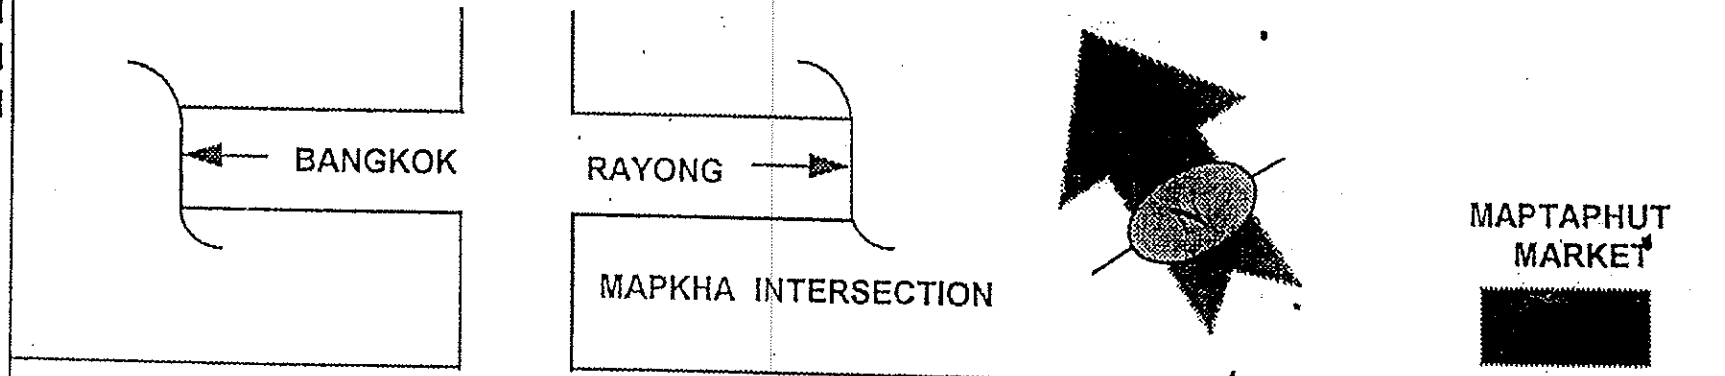 BANGKOK
RAYONG
MAPKHA INTERSECTION
MAPTAPHUT
MARKET